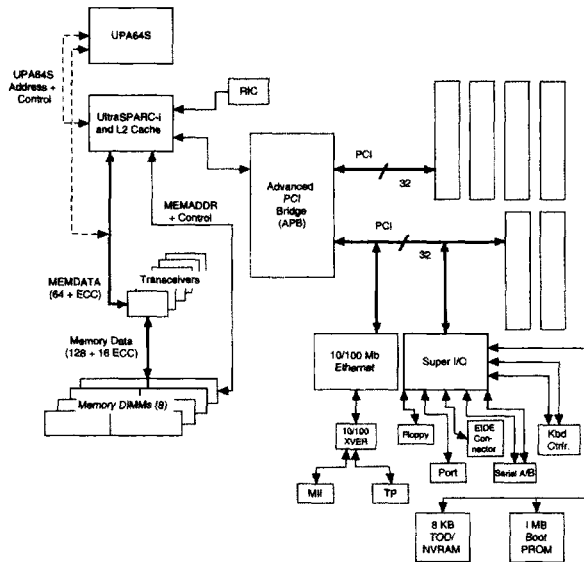 UPA64S
UPA64S
Address +
Control
UltraSPARC-i
and L2 Cache
RIC
PCI
32
Advanced
PCI
Bridge
(APB)
MEMADDR
+ Control
PCI
32
MEMDATA
(64 + ECC)
Transceivers
Memory Data
(128 + 16 ECC)
10/100 Mb
Ethernet
Super I/O
Memory DIMMs (8)
10/100
XVER
Floppy
EIDE
Con-
nector
Kbd
Ctrlr.
Port
Serial A/B
MII
TP
8 KB
TOD/
NVRAM
1 MB
Boot
PROM